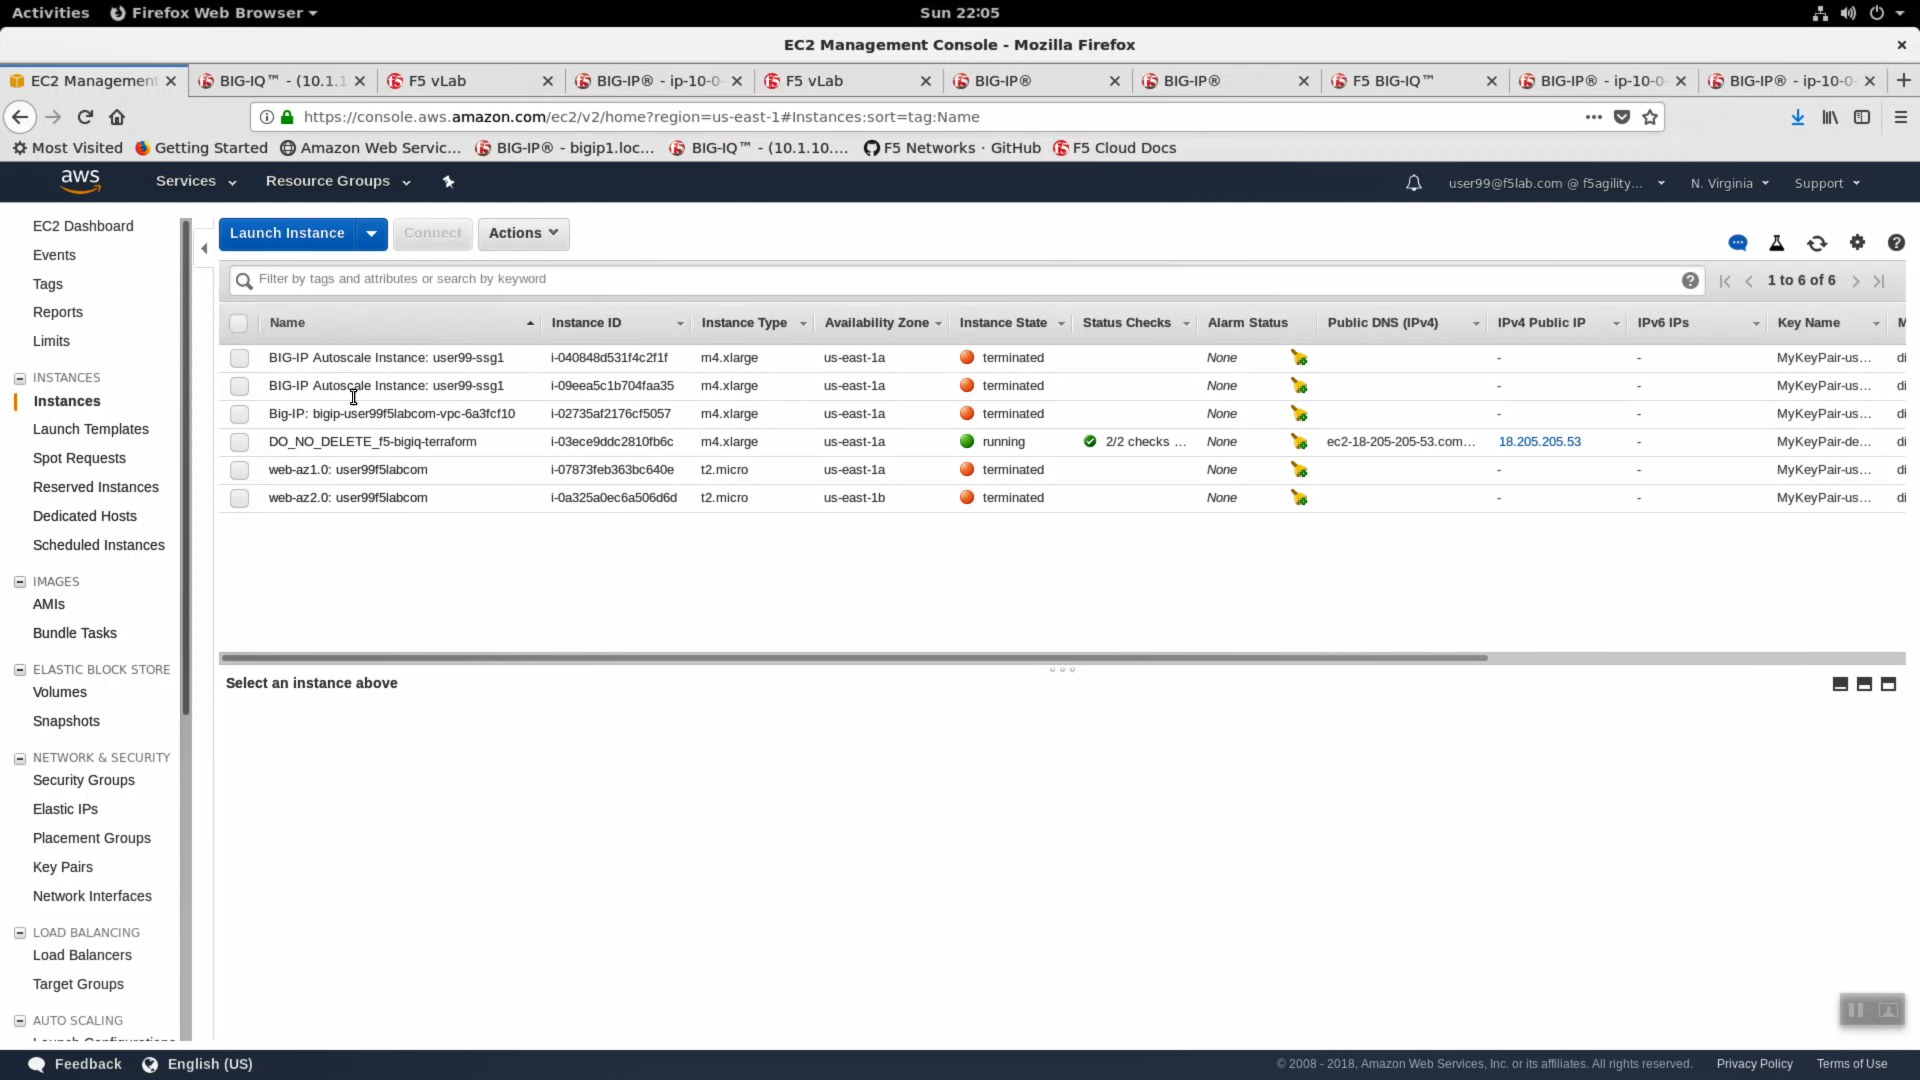 Activities Firefox Web Browser Sun 22:05
EC2 Management Console - Mozilla Firefox
EC2 Management BIG-IQ™ - (10.1.1 F5 vLab BIG-IP® - ip-10-0- F5 vLab BIG-IP® BIG-IP® F5 BIG-IQ™ BIG-IP® - ip-10-0- BIG-IP® - ip-10-0-
https://console.aws.amazon.com/ec2/v2/home?region=us-east-1#Instances:sort=tag:Name
Most Visited Getting Started Amazon Web Servic... BIG-IP® - bigip1.loc... BIG-IQ™ - (10.1.10.... F5 Networks · GitHub F5 Cloud Docs
aws Services Resource Groups user99@f5lab.com @ f5agility... N. Virginia Support
EC2 Dashboard
Events
Tags
Reports
Limits
INSTANCES
Instances
Launch Templates
Spot Requests
Reserved Instances
Dedicated Hosts
Scheduled Instances
IMAGES
AMIs
Bundle Tasks
ELASTIC BLOCK STORE
Volumes
Snapshots
NETWORK & SECURITY
Security Groups
Elastic IPs
Placement Groups
Key Pairs
Network Interfaces
LOAD BALANCING
Load Balancers
Target Groups
AUTO SCALING
Launch Configurations
Launch Instance Connect Actions
Filter by tags and attributes or search by keyword 1 to 6 of 6
Name Instance ID Instance Type Availability Zone Instance State Status Checks Alarm Status Public DNS (IPv4) IPv4 Public IP IPv6 IPs Key Name M
BIG-IP Autoscale Instance: user99-ssg1 i-040848d531f4c2f1f m4.xlarge us-east-1a terminated None - - MyKeyPair-us... di
BIG-IP Autoscale Instance: user99-ssg1 i-09eea5c1b704faa35 m4.xlarge us-east-1a terminated None - - MyKeyPair-us... di
Big-IP: bigip-user99f5labcom-vpc-6a3fcf10 i-02735af2176cf5057 m4.xlarge us-east-1a terminated None - - MyKeyPair-us... di
DO_NO_DELETE_f5-bigiq-terraform i-03ece9ddc2810fb6c m4.xlarge us-east-1a running 2/2 checks ... None ec2-18-205-205-53.com... 18.205.205.53 - MyKeyPair-de... di
web-az1.0: user99f5labcom i-07873feb363bc640e t2.micro us-east-1a terminated None - - MyKeyPair-us... di
web-az2.0: user99f5labcom i-0a325a0ec6a506d6d t2.micro us-east-1b terminated None - - MyKeyPair-us... di
Select an instance above
Feedback English (US) © 2008 - 2018, Amazon Web Services, Inc. or its affiliates. All rights reserved. Privacy Policy Terms of Use